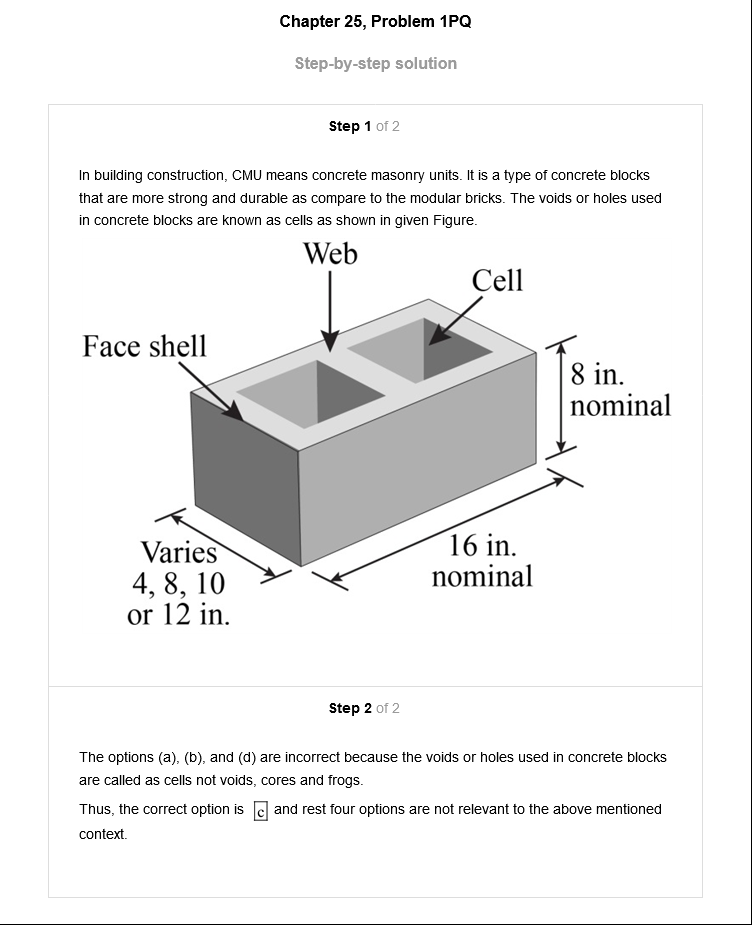 Chapter 25, Problem 1PQ
Step-by-step solution
Step 1 of 2
In building construction, CMU means concrete masonry units. It is a type of concrete blocks
that are more strong and durable as compare to the modular bricks. The voids or holes used
in concrete blocks are known as cells as shown in given Figure.
Web
Cell
Face shell
8 in.
nominal
16 in.
nominal
Varies
4, 8, 10
or 12 in.
Step 2 of 2
The options (a), (b), and (d) are incorrect because the voids or holes used in concrete blocks
are called as cells not voids, cores and frogs.
Thus, the correct option is c and rest four options are not relevant to the above mentioned
context.